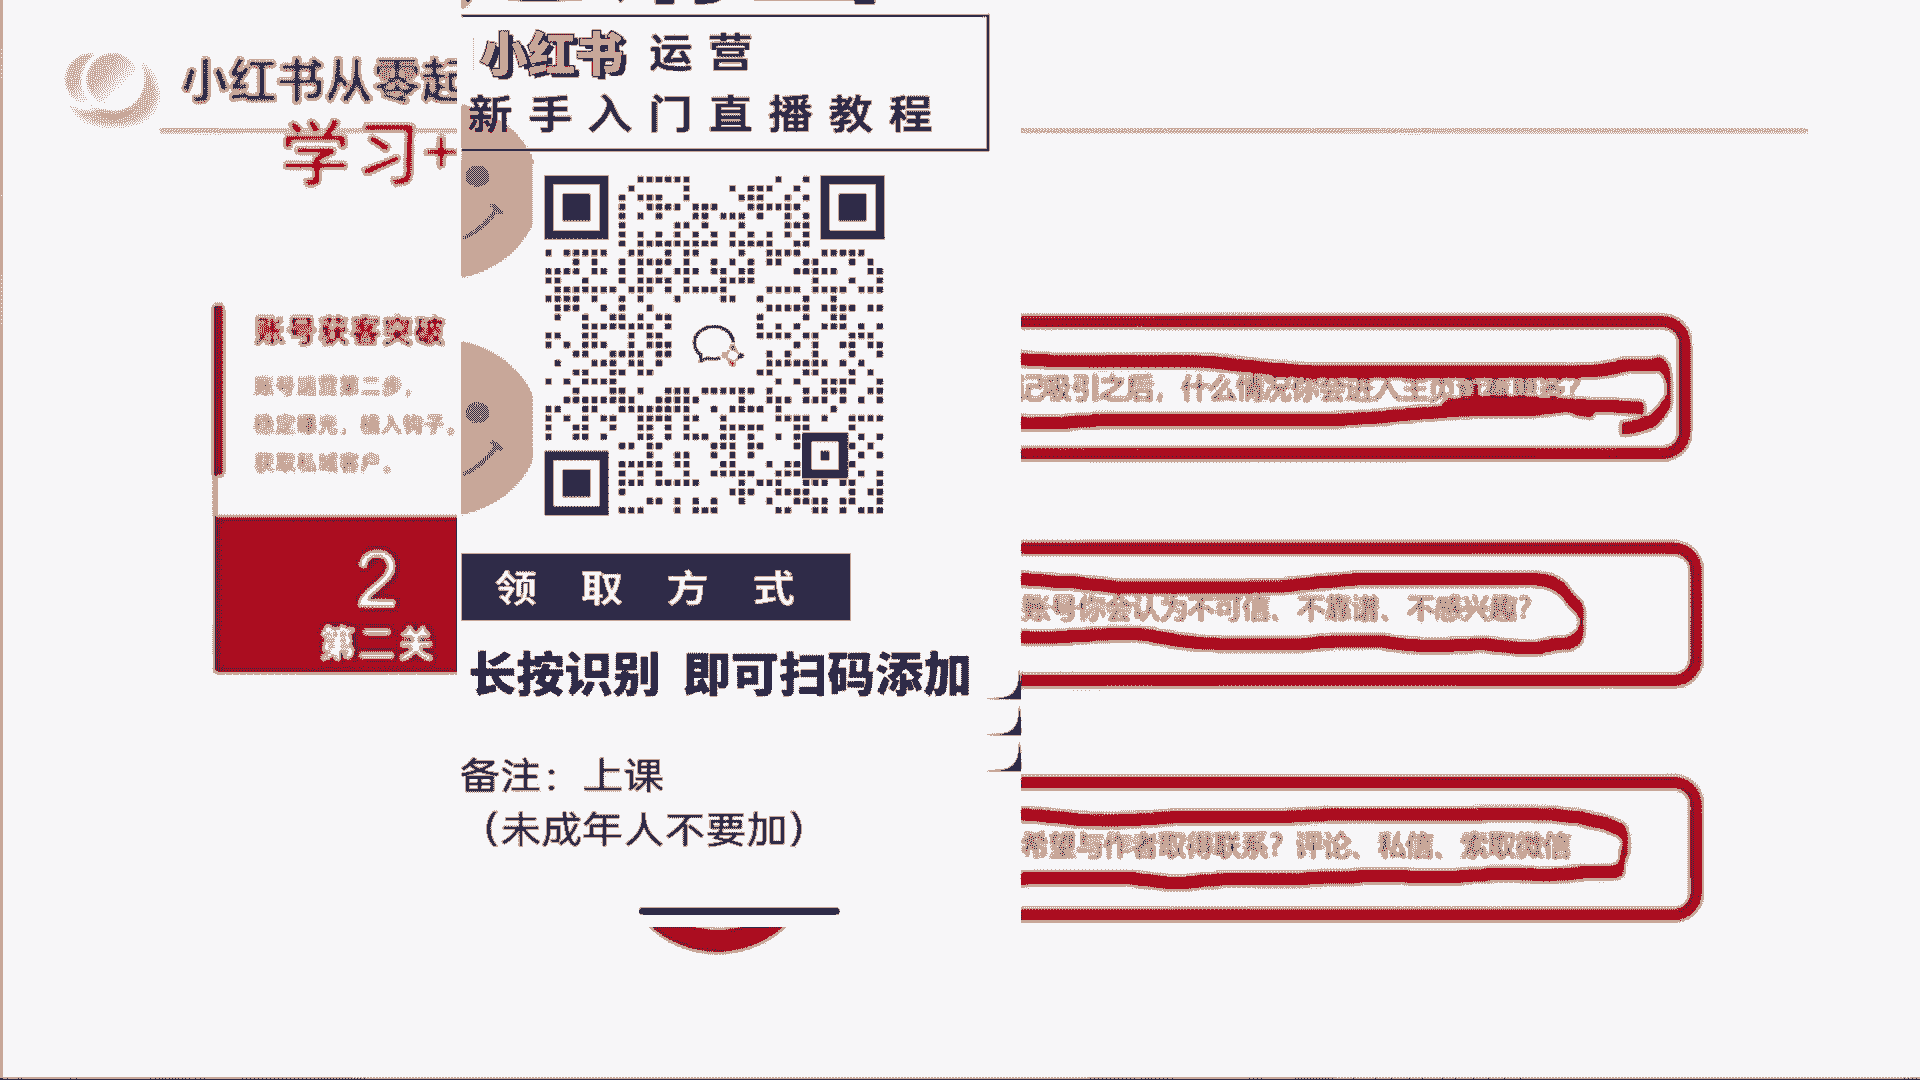 小红书从零起
学习+
账号获客突破
账号运营第二步，
稳定曝光，植入钩子。
获取私域客户。
2
第二关
小红书 运营
新手入门直播教程
领取方式
长按识别 即可扫码添加
备注：上课
（未成年人不要加）
记吸引之后，什么情况你会进入主页
账号你会认为不可信、不靠谱、不感兴趣？
希望与作者取得联系？评论、私信、索取微信